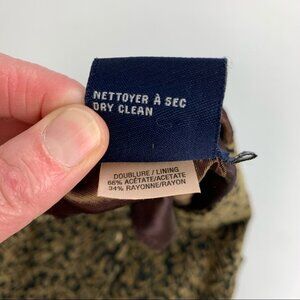 NETTOYER À SEC
DRY CLEAN
DOUBLURE / LINING
66% ACÉTATE/ACETATE
34% RAYONNE/RAYON